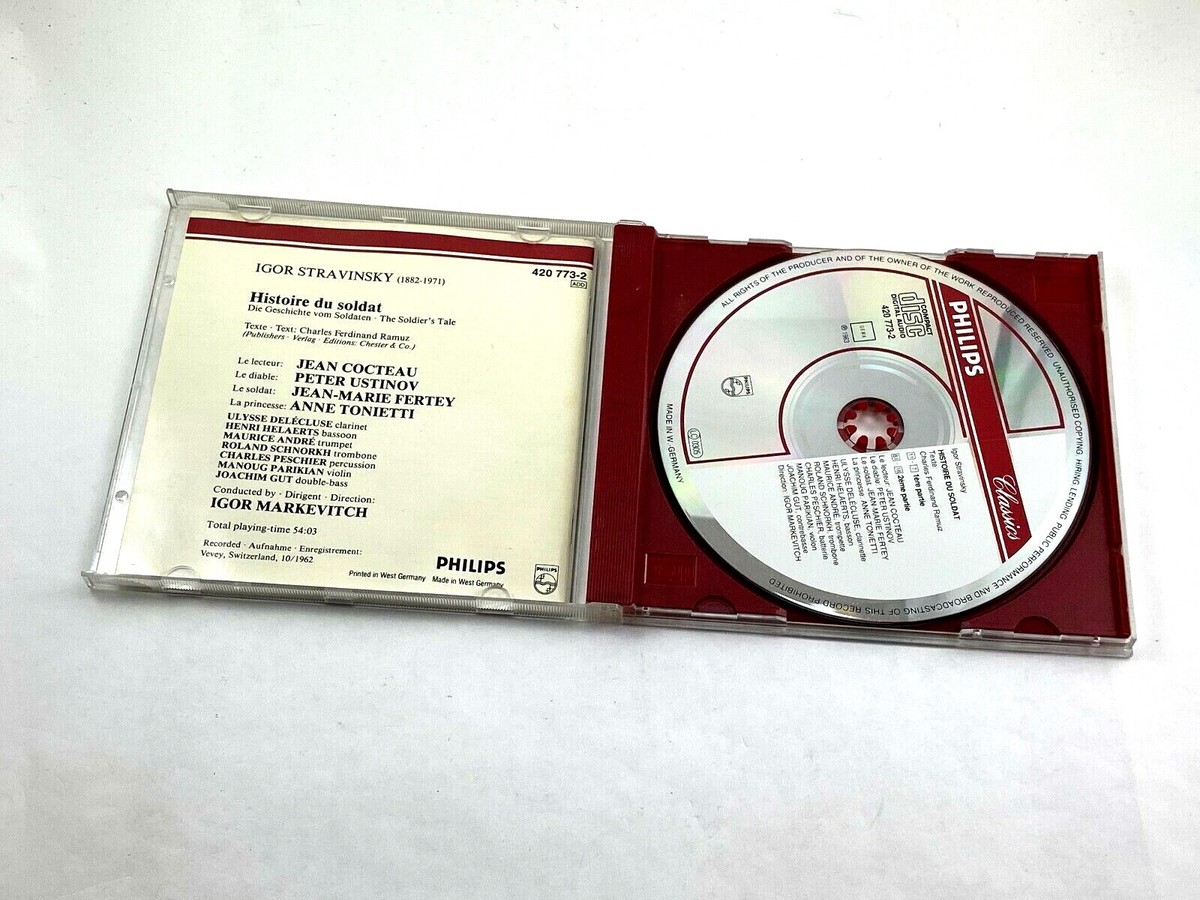 IGOR STRAVINSKY (1882-1971)
420 773-2
ADD
Histoire du soldat
Die Geschichte vom Soldaten · The Soldier's Tale
Texte · Text: Charles Ferdinand Ramuz
(Publishers · Verlag · Editions: Chester & Co.)
Le lecteur: JEAN COCTEAU
Le diable: PETER USTINOV
Le soldat: JEAN-MARIE FERTEY
La princesse: ANNE TONIETTI
ULYSSE DELÉCLUSE clarinet
HENRI HELAERTS bassoon
MAURICE ANDRÉ trumpet
ROLAND SCHNORKH trombone
CHARLES PESCHIER percussion
MANOUG PARIKIAN violin
JOACHIM GUT double-bass
Conducted by · Dirigent · Direction:
IGOR MARKEVITCH
Total playing-time 54:03
Recorded · Aufnahme · Enregistrement:
Vevey, Switzerland, 10/1962
PHILIPS
PHILIPS
Printed in West Germany Made in West Germany
ALL RIGHTS OF THE PRODUCER AND OF THE OWNER OF THE WORK REPRODUCED RESERVED. UNAUTHORISED COPYING, HIRING, LENDING, PUBLIC PERFORMANCE AND BROADCASTING OF THIS RECORD PROHIBITED
MADE IN W. GERMANY
PHILIPS
Classics
COMPACT
disc
DIGITAL AUDIO
420 773-2
GEMA
℗ 1963
PHILIPS
LC 0305
Igor Stravinsky
HISTOIRE DU SOLDAT
Texte
Charles Ferdinand Ramuz
1ère partie
2ème partie
Le lecteur: JEAN COCTEAU
Le diable: PETER USTINOV
Le soldat: JEAN-MARIE FERTEY
La princesse: ANNE TONIETTI
ULYSSE DELÉCLUSE, clarinette
HENRI HELAERTS, basson
MAURICE ANDRÉ, trompette
ROLAND SCHNORKH, trombone
CHARLES PESCHIER, batterie
MANOUG PARIKIAN, violon
JOACHIM GUT, contrebasse
Direction: IGOR MARKEVITCH